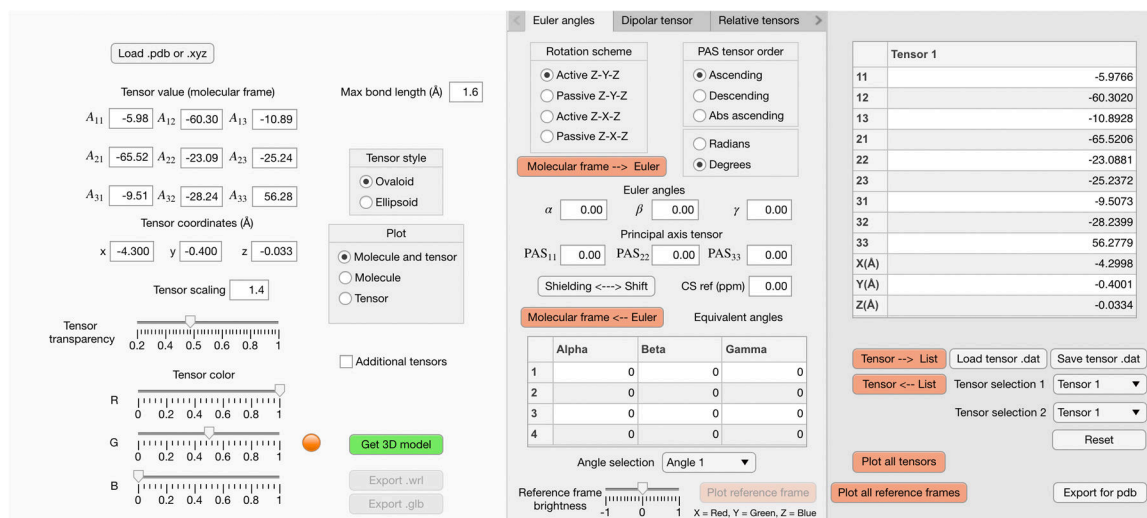 Load .pdb or .xyz
Tensor value (molecular frame)
A11 -5.98 A12 -60.30 A13 -10.89
A21 -65.52 A22 -23.09 A23 -25.24
A31 -9.51 A32 -28.24 A33 56.28
Tensor coordinates (Å)
x -4.300 y -0.400 z -0.033
Tensor scaling 1.4
Tensor transparency
0.2 0.3 0.4 0.5 0.6 0.7 0.8 0.9 1
Tensor color
R
0 0.2 0.4 0.6 0.8 1
G
0 0.2 0.4 0.6 0.8 1
B
0 0.2 0.4 0.6 0.8 1
Max bond length (Å) 1.6
Tensor style
Ovaloid
Ellipsoid
Plot
Molecule and tensor
Molecule
Tensor
Additional tensors
Get 3D model
Export .wrl
Export .glb
Euler angles Dipolar tensor Relative tensors
Rotation scheme
Active Z-Y-Z
Passive Z-Y-Z
Active Z-X-Z
Passive Z-X-Z
PAS tensor order
Ascending
Descending
Abs ascending
Radians
Degrees
Molecular frame --> Euler
Euler angles
α 0.00 β 0.00 γ 0.00
Principal axis tensor
PAS11 0.00 PAS22 0.00 PAS33 0.00
Shielding <---> Shift CS ref (ppm) 0.00
Molecular frame <-- Euler Equivalent angles
Alpha Beta Gamma
1 0 0 0
2 0 0 0
3 0 0 0
4 0 0 0
Angle selection Angle 1
Reference frame brightness
-1 0 1
Plot reference frame
X = Red, Y = Green, Z = Blue
Tensor 1
11 -5.9766
12 -60.3020
13 -10.8928
21 -65.5206
22 -23.0881
23 -25.2372
31 -9.5073
32 -28.2399
33 56.2779
X(Å) -4.2998
Y(Å) -0.4001
Z(Å) -0.0334
Tensor --> List Load tensor .dat Save tensor .dat
Tensor <-- List Tensor selection 1 Tensor 1
Tensor selection 2 Tensor 1
Reset
Plot all tensors
Plot all reference frames Export for pdb